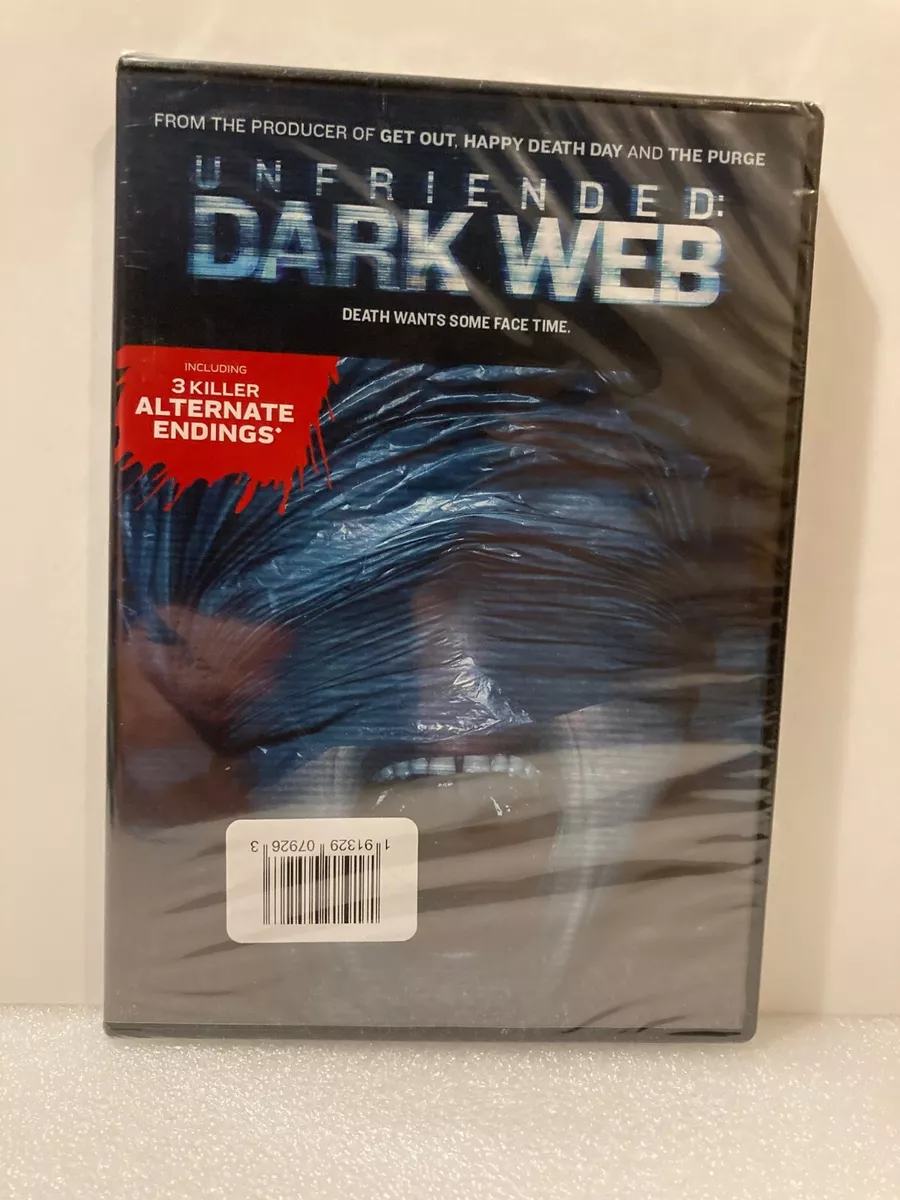 FROM THE PRODUCER OF GET OUT, HAPPY DEATH DAY AND THE PURGE
UNFRIENDED:
DARK WEB
DEATH WANTS SOME FACE TIME.
INCLUDING
3 KILLER
ALTERNATE
ENDINGS*
1 91329 07926 3